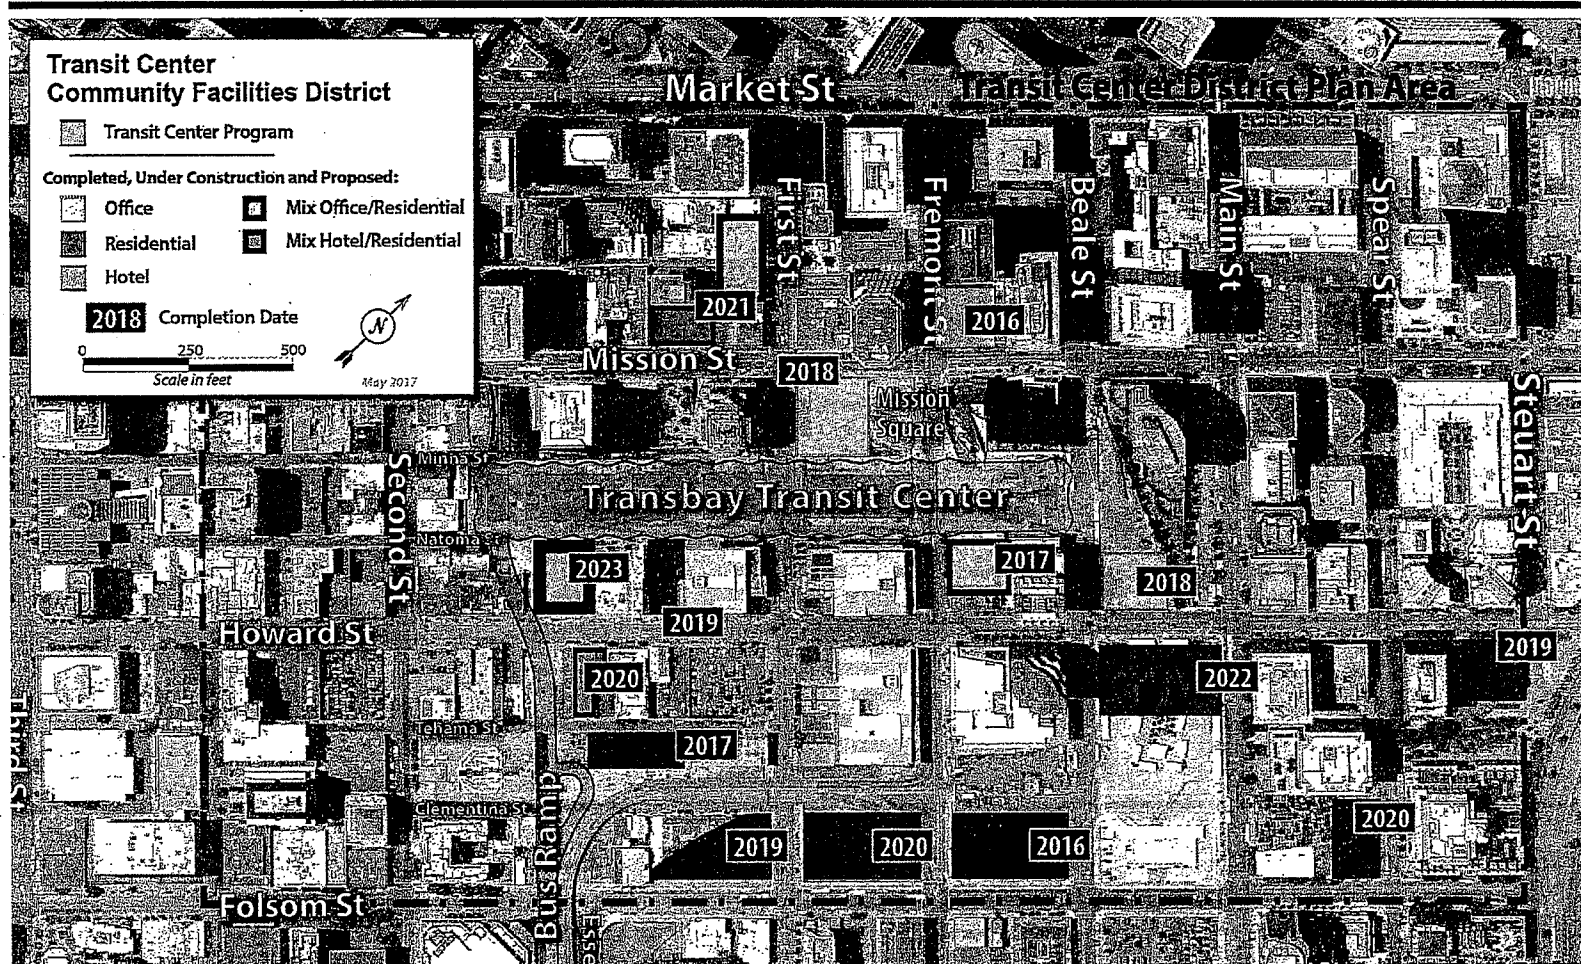 Transit Center
Community Facilities District
Transit Center Program
Completed, Under Construction and Proposed:
Office
Mix Office/Residential
Residential
Mix Hotel/Residential
Hotel
2018 Completion Date
0 250 500
Scale in feet
N
May 2017
Market St
Transit Center District Plan Area
First St
Fremont St
Beale St
Main St
Spear St
2021
2016
Mission St
2018
Mission
Square
Steuart St
Minna St
Second St
Transbay Transit Center
Natoma St
2023
2017
2018
2019
Howard St
2019
2020
2022
Third St
Tehama St
2017
Clementina St
Bus Ramp
2019
2020
2016
2020
Folsom St